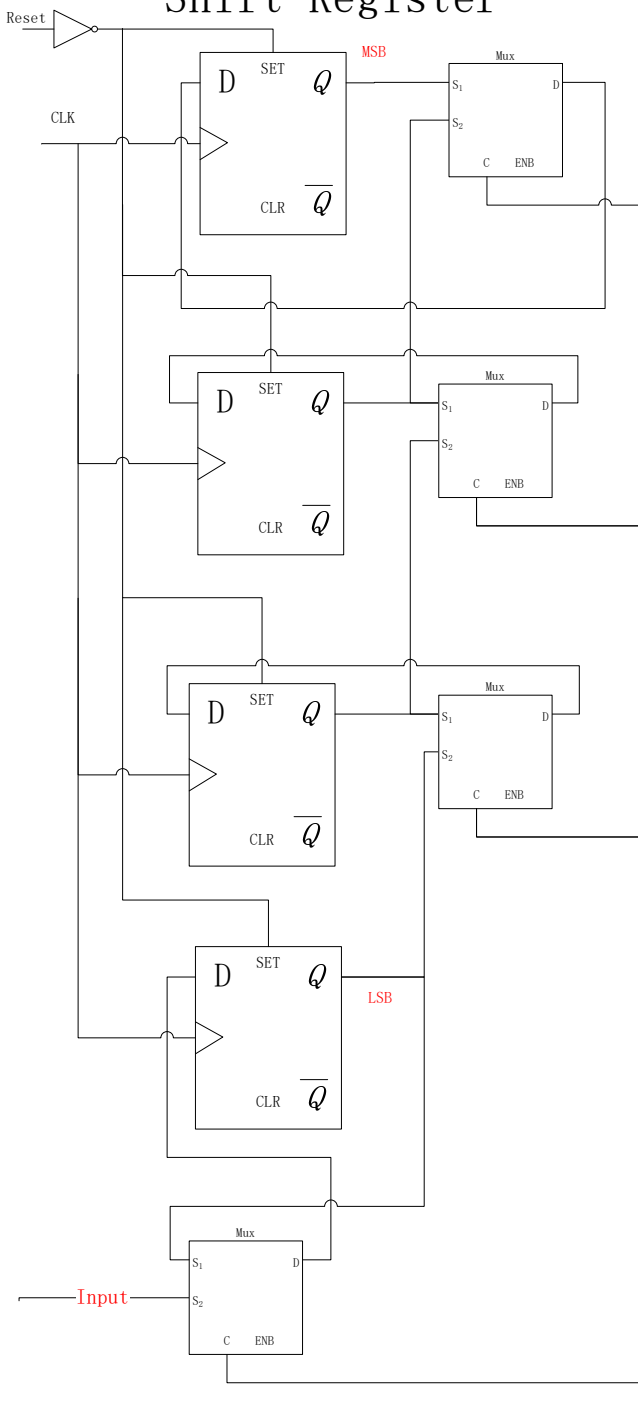 Shift Register
Reset
CLK
MSB
D SET Q
CLR Q
Mux
S1 D
S2
C ENB
D SET Q
CLR Q
Mux
S1 D
S2
C ENB
D SET Q
CLR Q
Mux
S1 D
S2
C ENB
D SET Q
LSB
CLR Q
Mux
S1 D
Input S2
C ENB